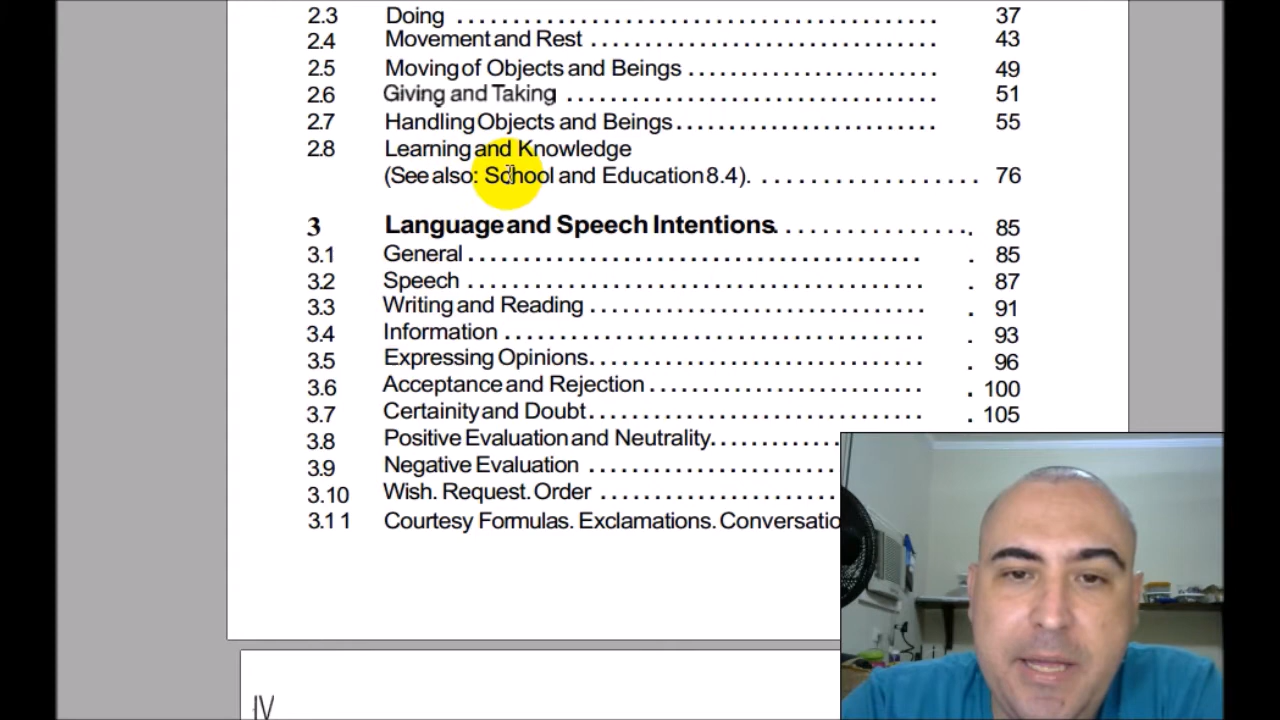 2.3 Doing ........................................... 37
2.4 Movement and Rest ................................ 43
2.5 Moving of Objects and Beings ....................... 49
2.6 Giving and Taking .................................. 51
2.7 Handling Objects and Beings ........................ 55
2.8 Learning and Knowledge
(See also: School and Education 8.4). .................. 76
3 Language and Speech Intentions ................. 85
3.1 General .......................................... 85
3.2 Speech .......................................... 87
3.3 Writing and Reading ............................... 91
3.4 Information ....................................... 93
3.5 Expressing Opinions ............................... 96
3.6 Acceptance and Rejection .......................... 100
3.7 Certainity and Doubt ............................... 105
3.8 Positive Evaluation and Neutrality ............
3.9 Negative Evaluation .......................
3.10 Wish. Request. Order ......................
3.11 Courtesy Formulas. Exclamations. Conversatio
IV